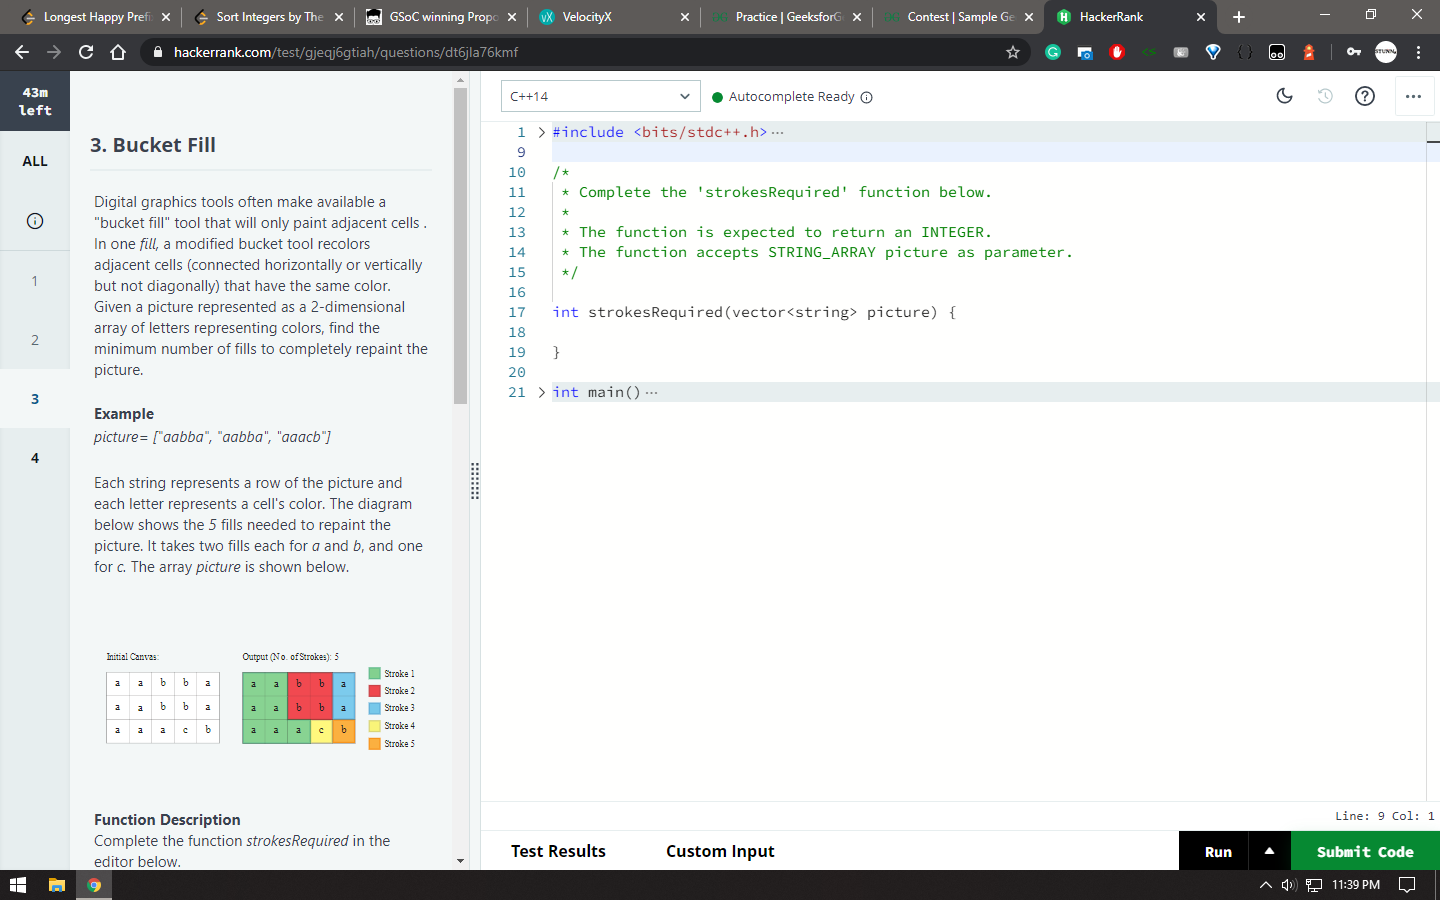 Longest Happy Prefi
Sort Integers by The
GSoC winning Propo
VelocityX
Practice | GeeksforG
Contest | Sample Ge
HackerRank
hackerrank.com/test/gjeqj6gtiah/questions/dt6jla76kmf
43m
left
ALL
1
2
3
4
3. Bucket Fill
Digital graphics tools often make available a
"bucket fill" tool that will only paint adjacent cells .
In one fill, a modified bucket tool recolors
adjacent cells (connected horizontally or vertically
but not diagonally) that have the same color.
Given a picture represented as a 2-dimensional
array of letters representing colors, find the
minimum number of fills to completely repaint the
picture.
Example
picture= ["aabba", "aabba", "aaacb"]
Each string represents a row of the picture and
each letter represents a cell's color. The diagram
below shows the 5 fills needed to repaint the
picture. It takes two fills each for a and b, and one
for c. The array picture is shown below.
Initial Canvas:
a a b b a
a a b b a
a a a c b
Output (No. of Strokes): 5
a a b b a
a a b b a
a a a c b
Stroke 1
Stroke 2
Stroke 3
Stroke 4
Stroke 5
Function Description
Complete the function strokesRequired in the
editor below.
C++14
Autocomplete Ready
1 #include <bits/stdc++.h> ...
9
10 /*
11 * Complete the 'strokesRequired' function below.
12 *
13 * The function is expected to return an INTEGER.
14 * The function accepts STRING_ARRAY picture as parameter.
15 */
16
17 int strokesRequired(vector<string> picture) {
18
19 }
20
21 int main() ...
Line: 9 Col: 1
Test Results
Custom Input
Run
Submit Code
11:39 PM